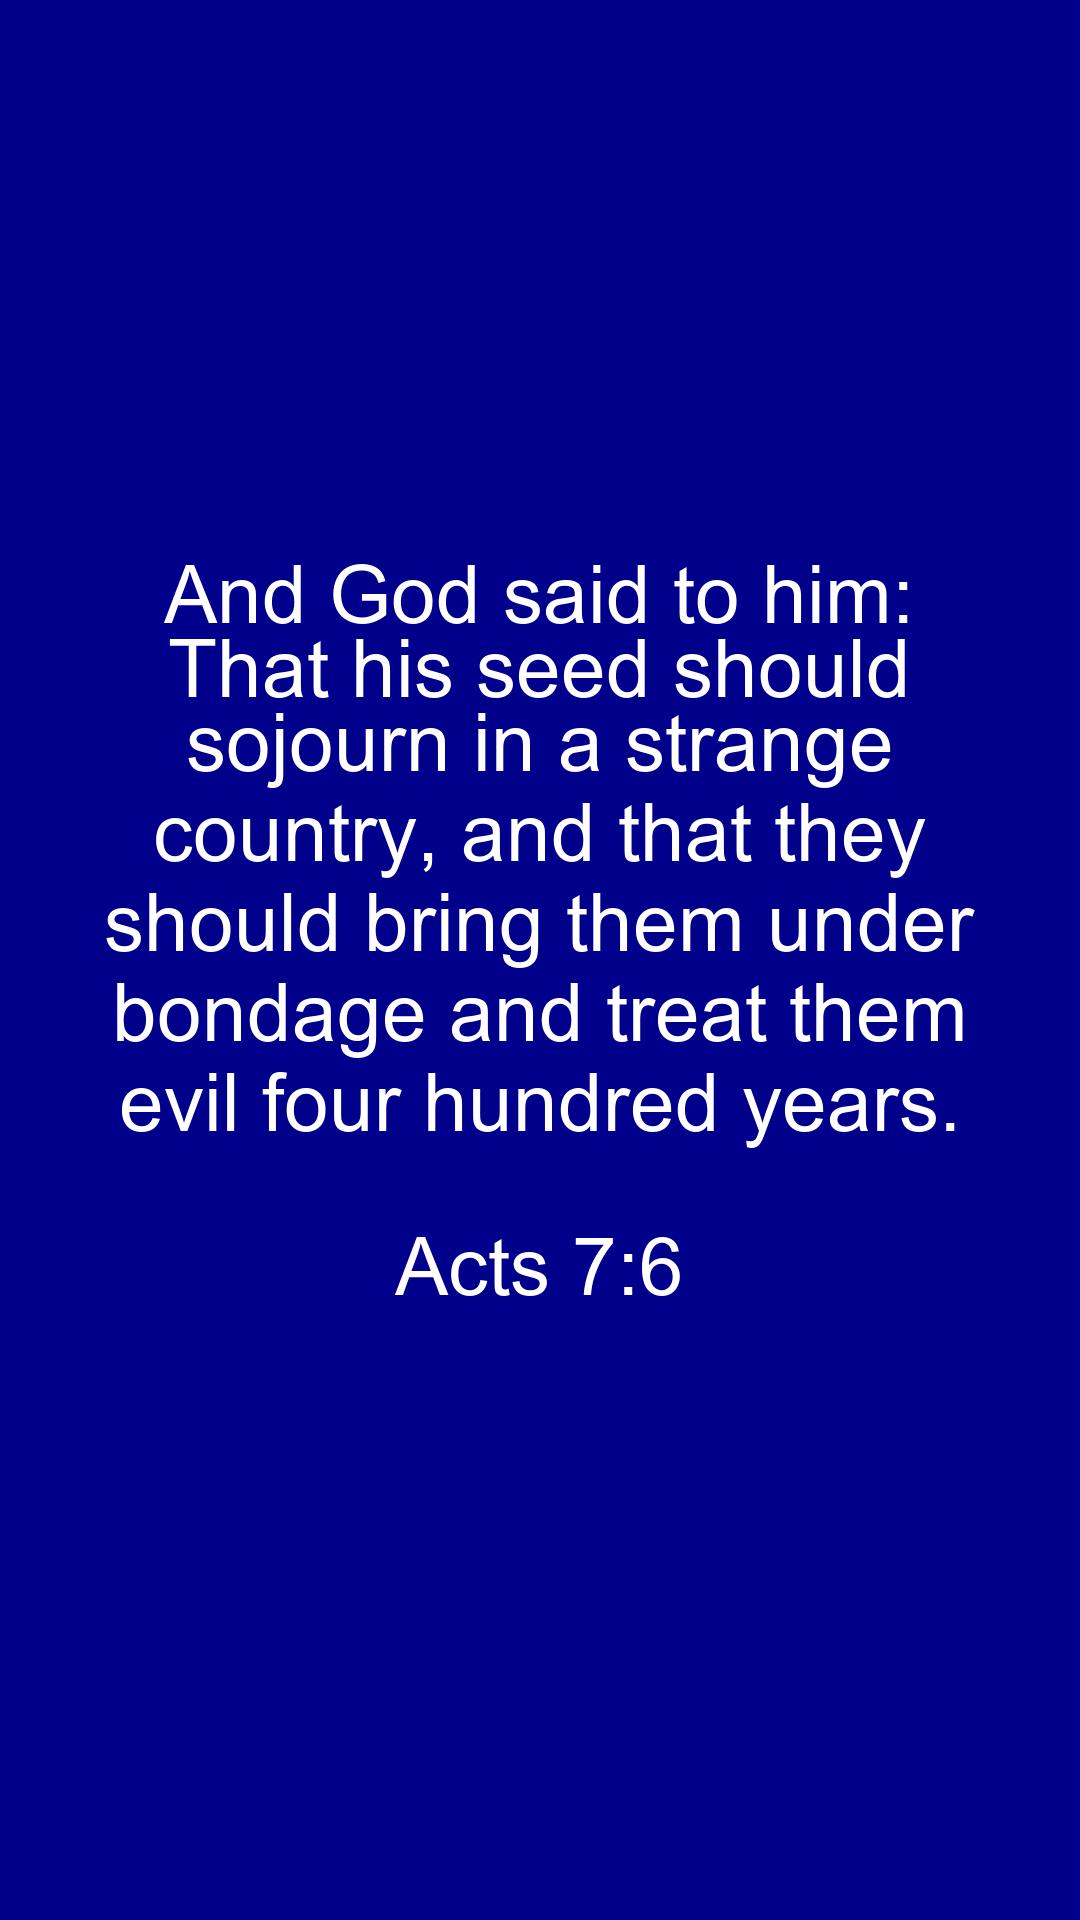 And God said to him:
That his seed should
sojourn in a strange
country, and that they
should bring them under
bondage and treat them
evil four hundred years.
Acts 7:6